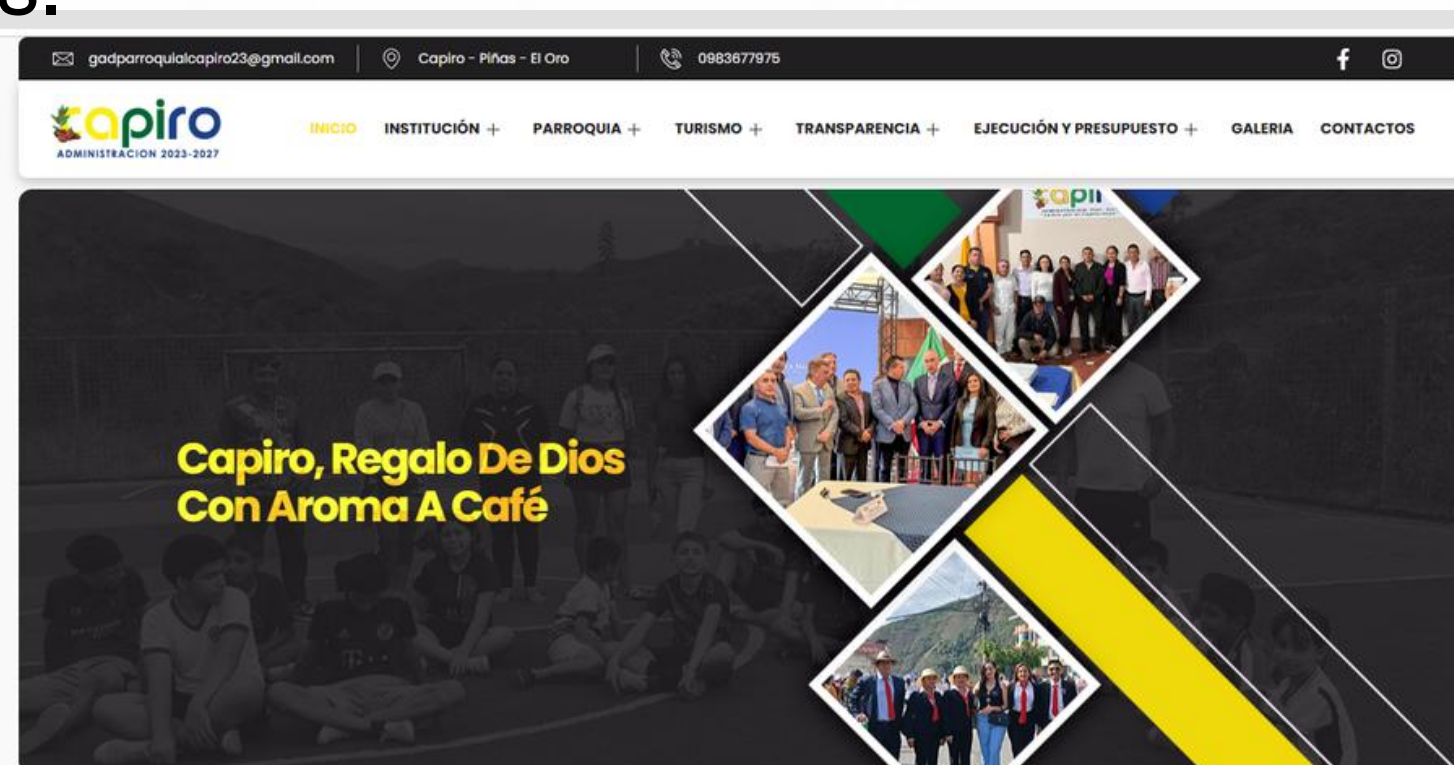 gadparroquialcapiro23@gmail.com
Capiro - Piñas - El Oro
0983677975
capiro
ADMINISTRACION 2023-2027
INICIO
INSTITUCIÓN +
PARROQUIA +
TURISMO +
TRANSPARENCIA +
EJECUCIÓN Y PRESUPUESTO +
GALERIA
CONTACTOS
Capiro, Regalo De Dios
Con Aroma A Café